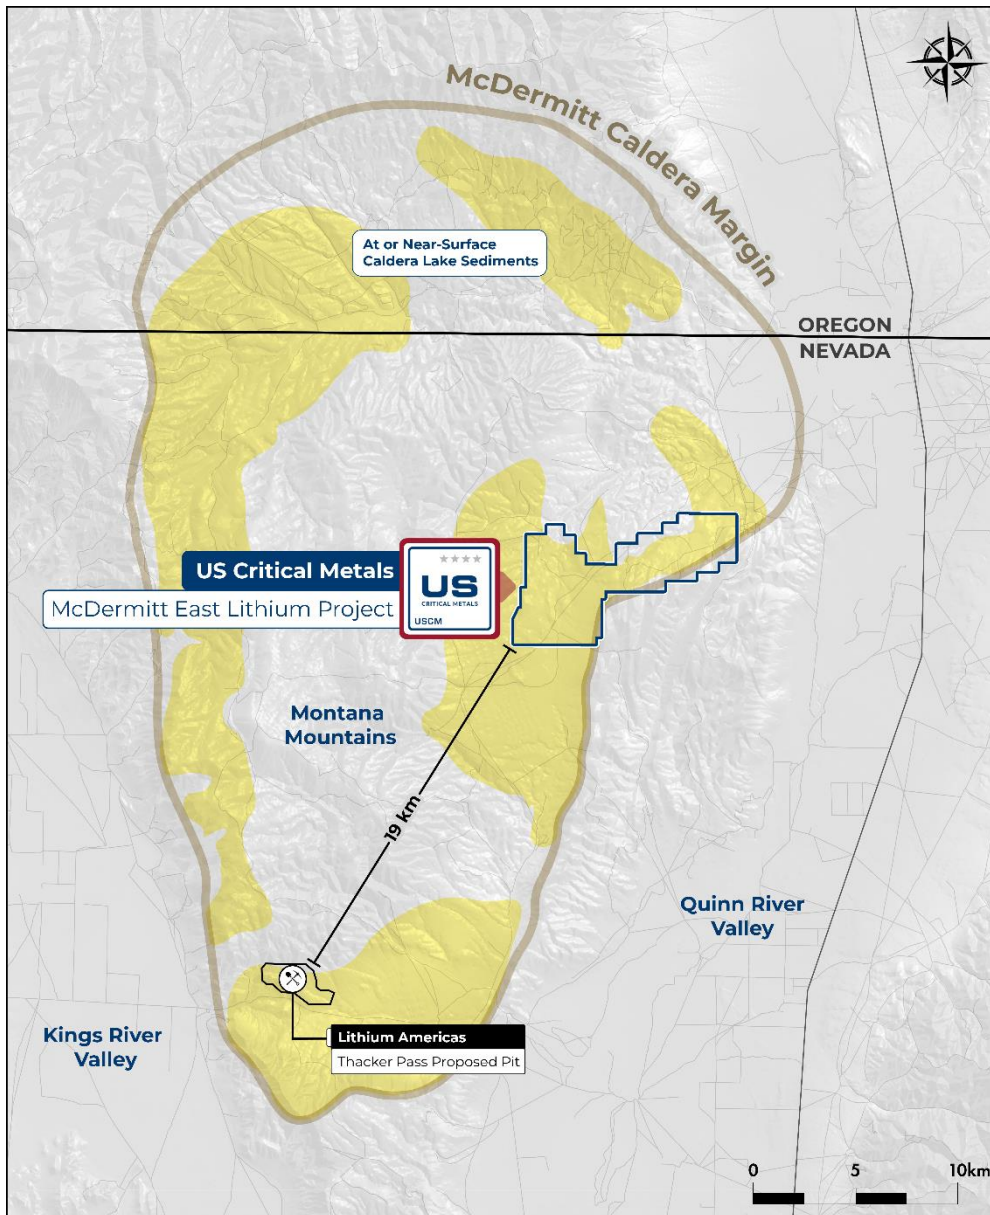 McDermitt Caldera Margin
At or Near-Surface
Caldera Lake Sediments
OREGON
NEVADA
US Critical Metals
McDermitt East Lithium Project
US
CRITICAL METALS
USCM
Montana
Mountains
19 km
Quinn River
Valley
Kings River
Valley
Lithium Americas
Thacker Pass Proposed Pit
0 5 10km